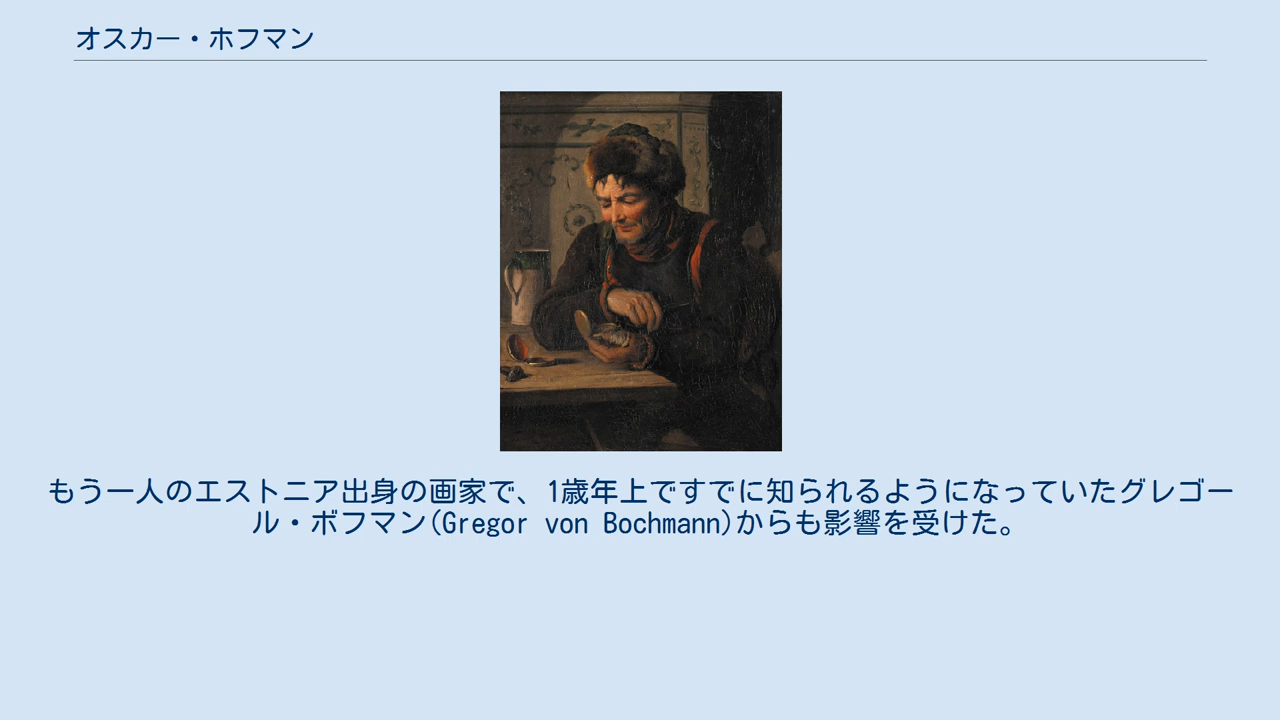 オスカー・ホフマン
もう一人のエストニア出身の画家で、1歳年上ですでに知られるようになっていたグレゴー
ル・ボフマン(Gregor von Bochmann)からも影響を受けた。